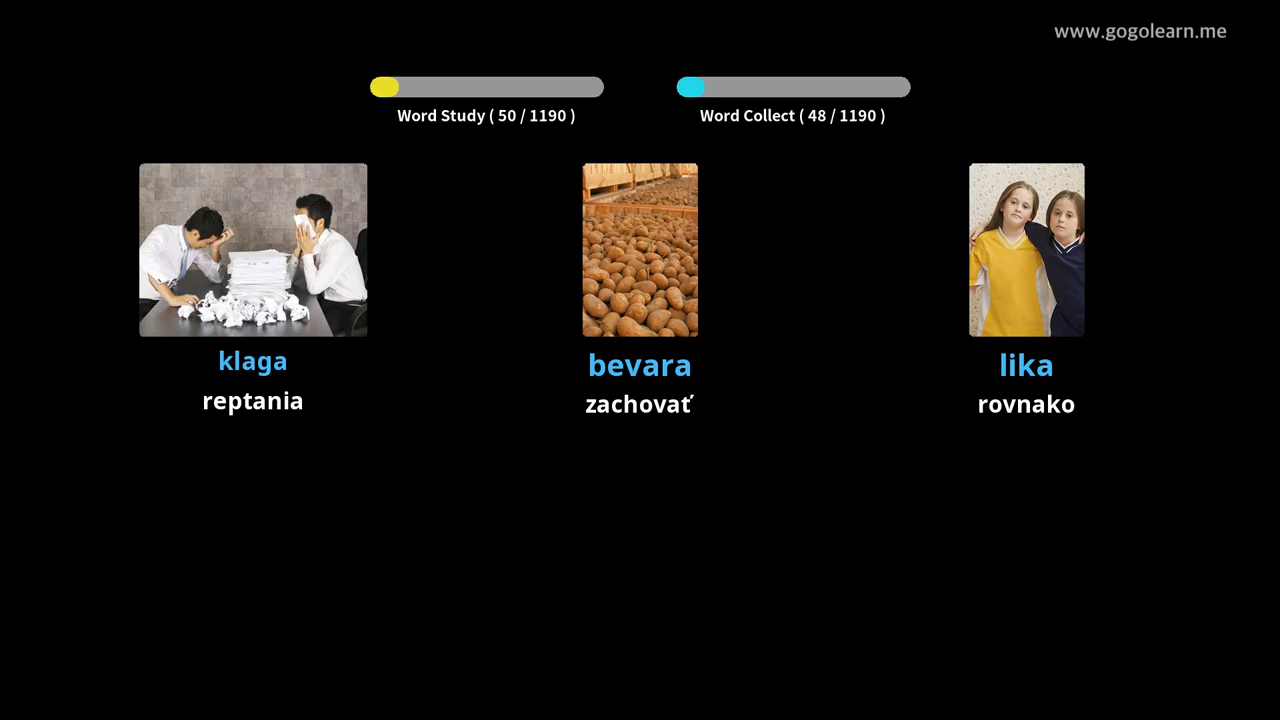 www.gogolearn.me
Word Study ( 50 / 1190 )
Word Collect ( 48 / 1190 )
klaga
reptania
bevara
zachovať
lika
rovnako